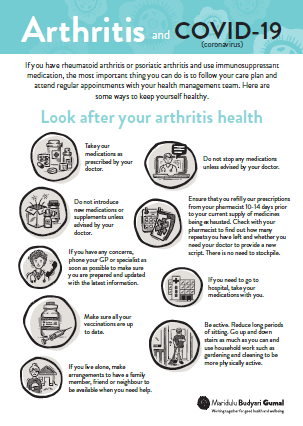 Arthritis and COVID-19
(coronavirus)
If you have rheumatoid arthritis or psoriatic arthritis and use immunosuppressant
medication, the most important thing you can do is to follow your care plan and
attend regular appointments with your health management team. Here are
some ways to keep yourself healthy.
Look after your arthritis health
Take your
medications as
prescribed by your
doctor.
Do not stop any medications
unless advised by your doctor.
Do not introduce
new medications or
supplements unless
advised by your
doctor.
Ensure that you refill our prescriptions
from your pharmacist 10-14 days prior
to your current supply of medicines
being exhausted. Check with your
pharmacist to find out how many
repeats you have left and whether you
need your doctor to provide a new
script. There is no need to stockpile.
If you have any concerns,
phone your GP or specialist as
soon as possible to make sure
you are prepared and updated
with the latest information.
If you need to go to
hospital, take your
medications with you.
Make sure all your
vaccinations are up
to date.
Be active. Reduce long periods
of sitting. Go up and down
stairs as much as you can and
use household work such as
gardening and cleaning to be
more physically active.
If you live alone, make
arrangements to have a family
member, friend or neighbour to
be available when you need help.
Maridulu Budyari Gumal
Working together for good health and wellbeing